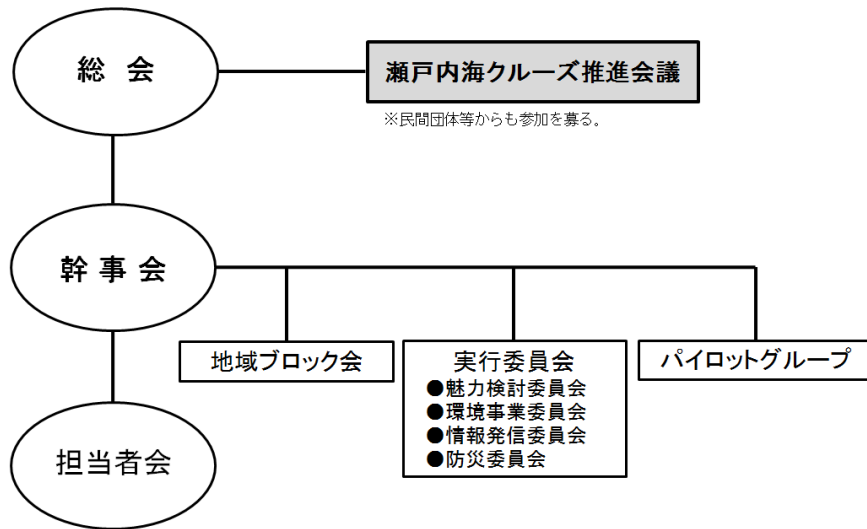 総 会
瀬戸内海クルーズ推進会議
※民間団体等からも参加を募る。
幹 事 会
地域ブロック会
実行委員会
●魅力検討委員会
●環境事業委員会
●情報発信委員会
●防災委員会
パイロットグループ
担当者会